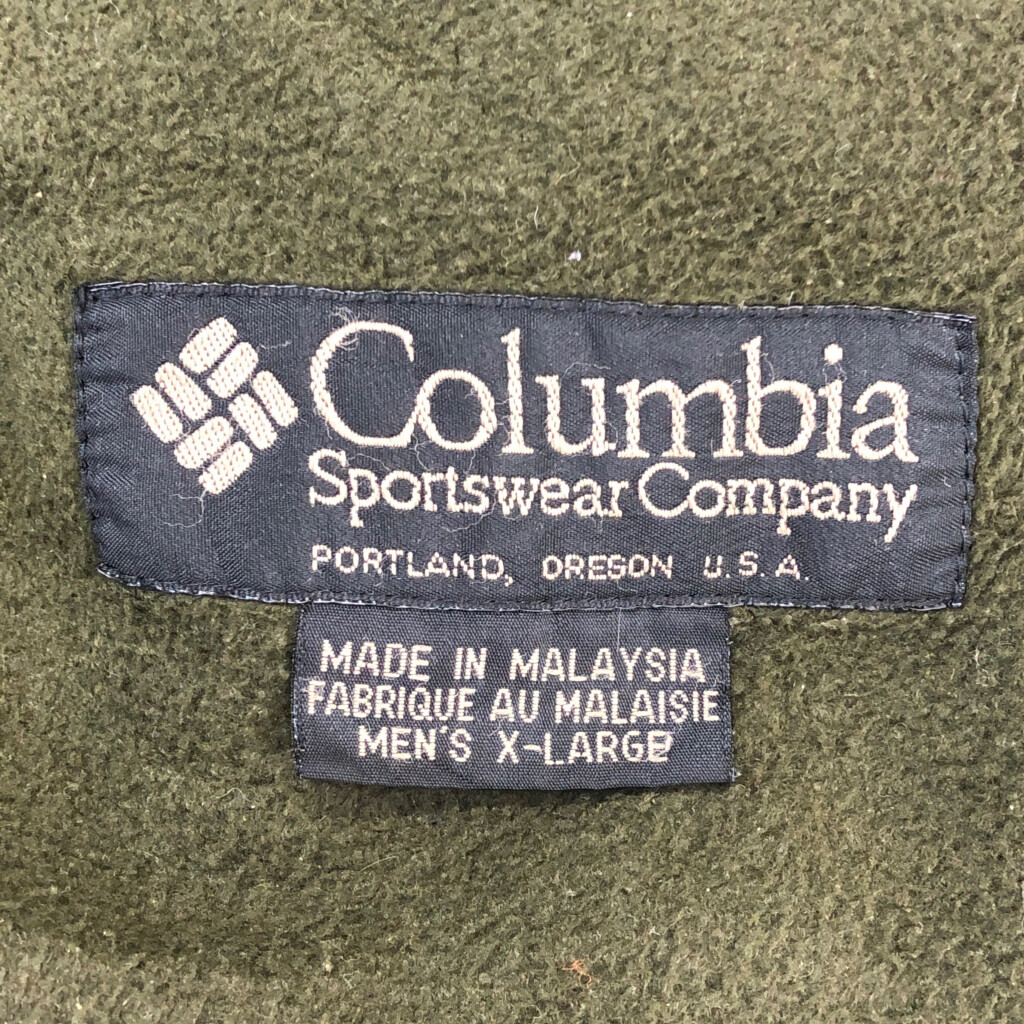 Columbia
Sportswear Company
PORTLAND, OREGON U.S.A.
MADE IN MALAYSIA
FABRIQUE AU MALAISIE
MEN'S X-LARGE